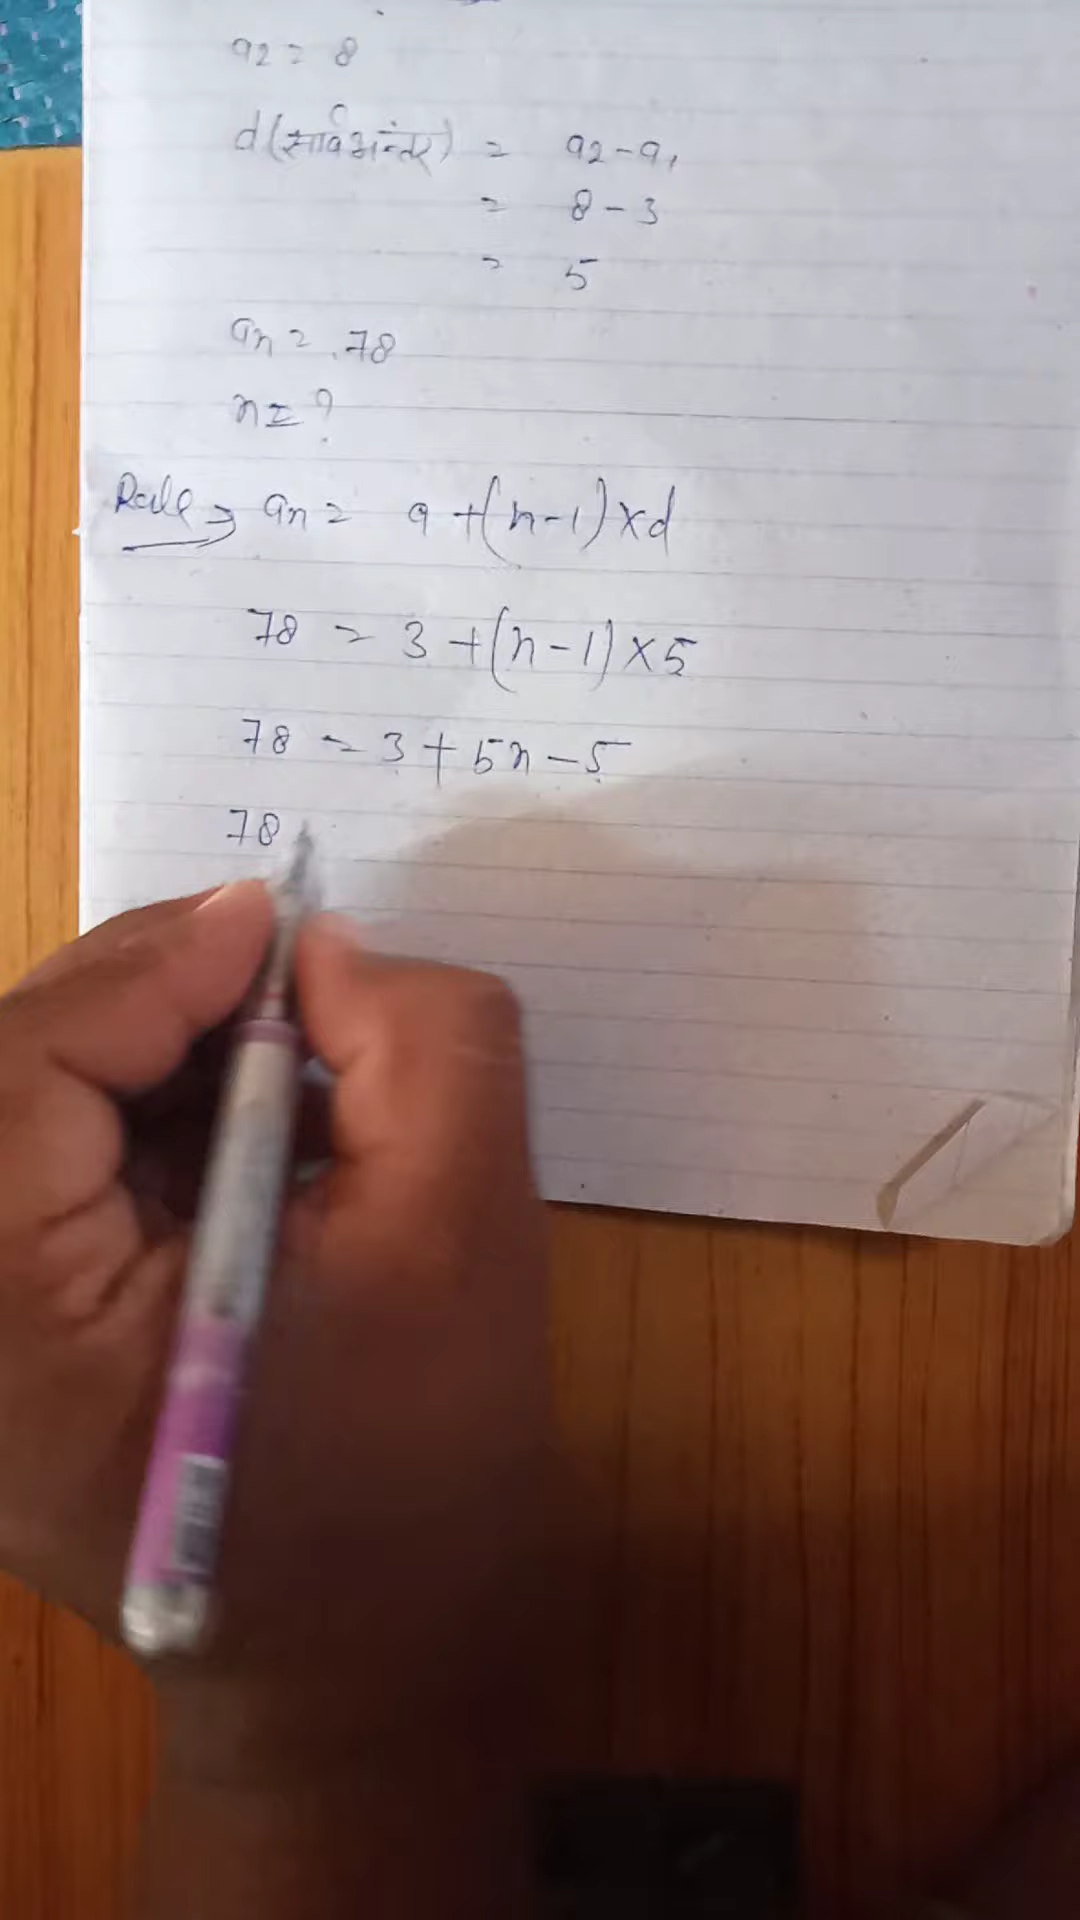 a2 = 8
d(सार्वअन्तर) = a2 - a1
= 8 - 3
= 5
an = 78
n = ?
Rule → an = a + (n-1) × d
78 = 3 + (n-1) × 5
78 = 3 + 5n - 5
78